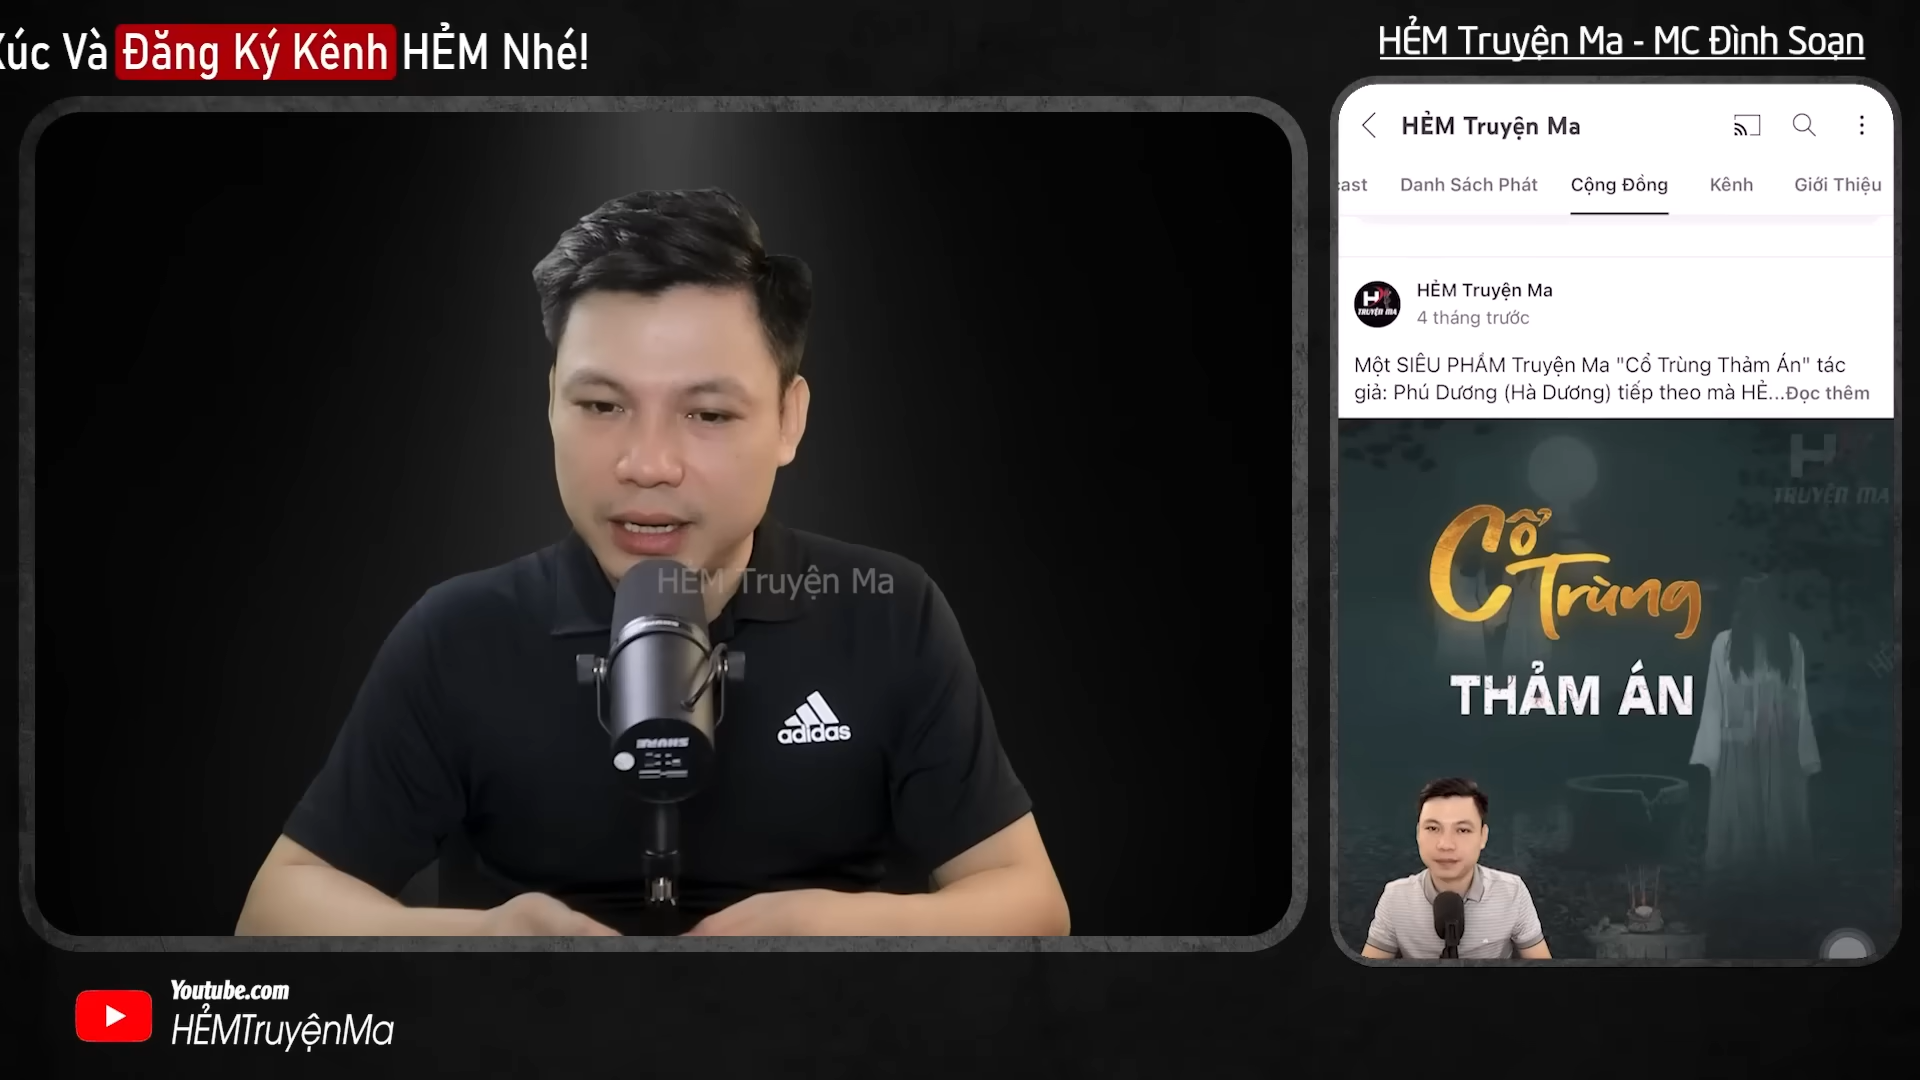 Xúc Và Đăng Ký Kênh HẺM Nhé!
HẺM Truyện Ma - MC Đình Soạn
HẺM Truyện Ma
cast Danh Sách Phát Cộng Đồng Kênh Giới Thiệu
HẺM Truyện Ma
4 tháng trước
Một SIÊU PHẨM Truyện Ma "Cổ Trùng Thảm Án" tác
giả: Phú Dương (Hà Dương) tiếp theo mà HẺ...Đọc thêm
H
TRUYỆN MA
Cổ
Trùng
THẢM ÁN
HẺM Truyện Ma
adidas
SHURE
Youtube.com
HẺMTruyệnMa